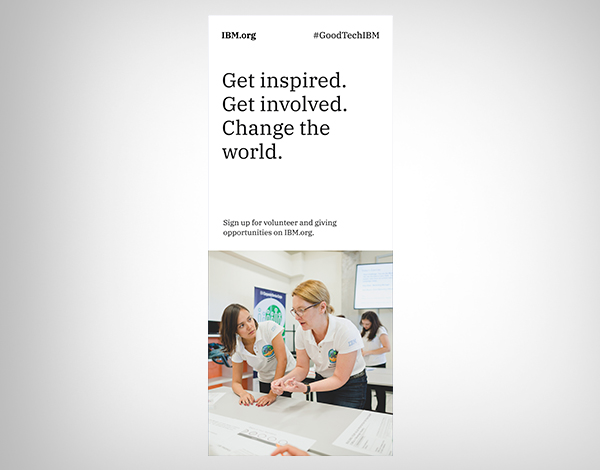 IBM.org #GoodTechIBM
Get inspired.
Get involved.
Change the
world.
Sign up for volunteer and giving
opportunities on IBM.org.